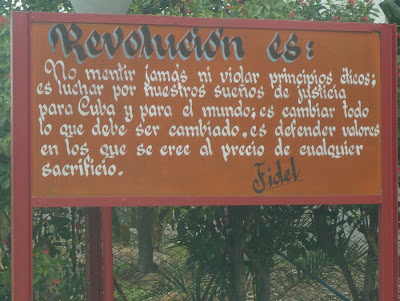 Revolución es:
No mentir jamás ni violar principios éticos;
es luchar por nuestros sueños de justicia
para Cuba y para el mundo; es cambiar todo
lo que debe ser cambiado, es defender valores
en los que se cree al precio de cualquier
sacrificio.
Fidel